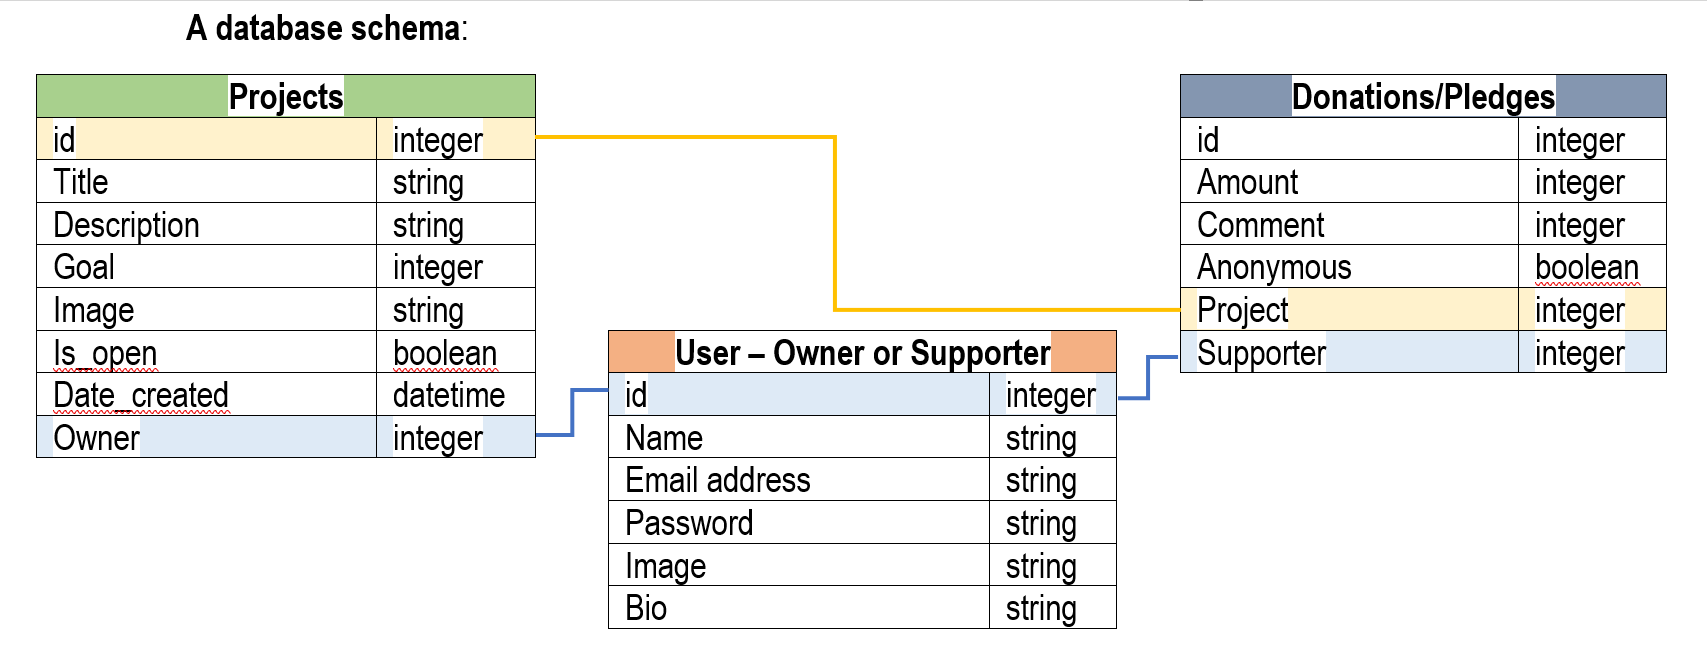 A database schema:
Projects
id integer
Title string
Description string
Goal integer
Image string
Is_open boolean
Date_created datetime
Owner integer
User – Owner or Supporter
id integer
Name string
Email address string
Password string
Image string
Bio string
Donations/Pledges
id integer
Amount integer
Comment integer
Anonymous boolean
Project integer
Supporter integer